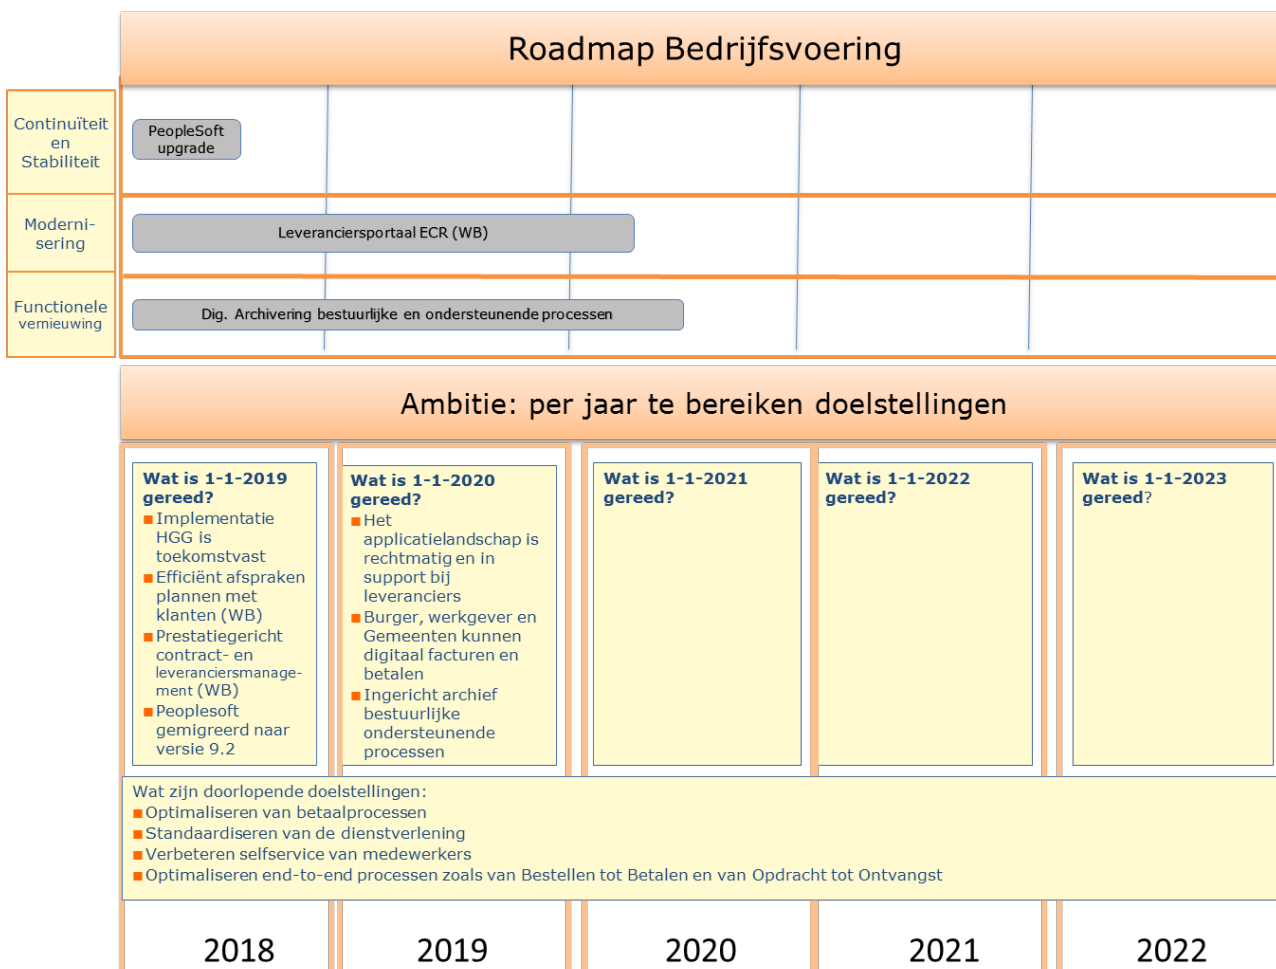 Roadmap Bedrijfsvoering
Continuïteit
en
Stabiliteit
PeopleSoft
upgrade
Moderni-
sering
Leveranciersportaal ECR (WB)
Functionele
vernieuwing
Dig. Archivering bestuurlijke en ondersteunende processen
Ambitie: per jaar te bereiken doelstellingen
Wat is 1-1-2019
gereed?
■ Implementatie
HGG is
toekomstvast
■ Efficiënt afspraken
plannen met
klanten (WB)
■ Prestatiegericht
contract- en
leveranciersmanage-
ment (WB)
■ Peoplesoft
gemigreerd naar
versie 9.2
Wat is 1-1-2020
gereed?
■ Het
applicatielandschap is
rechtmatig en in
support bij
leveranciers
■ Burger, werkgever en
Gemeenten kunnen
digitaal facturen en
betalen
■ Ingericht archief
bestuurlijke
ondersteunende
processen
Wat is 1-1-2021
gereed?
Wat is 1-1-2022
gereed?
Wat is 1-1-2023
gereed?
Wat zijn doorlopende doelstellingen:
■ Optimaliseren van betaalprocessen
■ Standaardiseren van de dienstverlening
■ Verbeteren selfservice van medewerkers
■ Optimaliseren end-to-end processen zoals van Bestellen tot Betalen en van Opdracht tot Ontvangst
2018
2019
2020
2021
2022